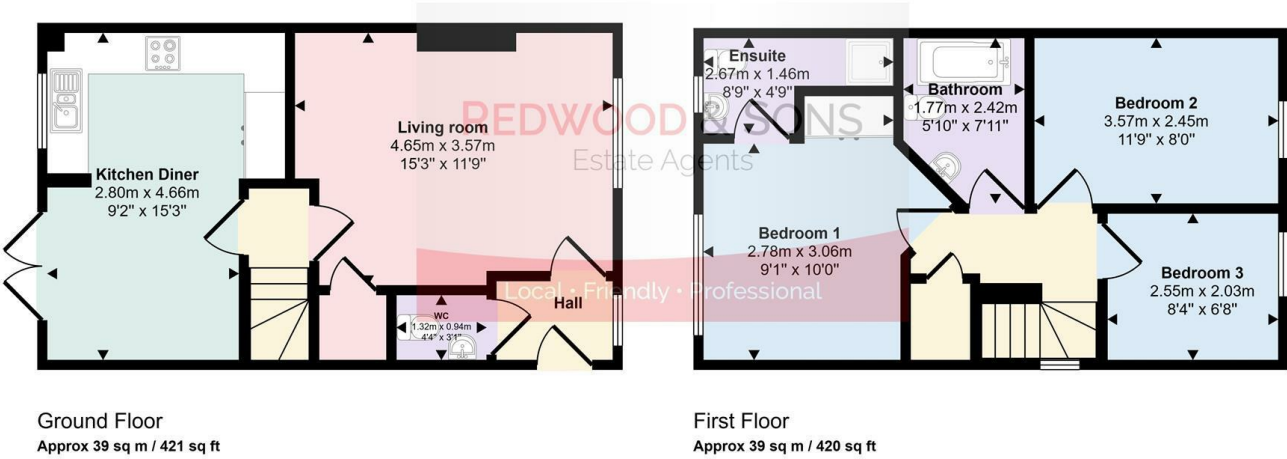 REDWOOD & SONS
Estate Agents
Local • Friendly • Professional
Kitchen Diner
2.80m x 4.66m
9'2" x 15'3"
Living room
4.65m x 3.57m
15'3" x 11'9"
WC
1.32m x 0.94m
4'4" x 3'1"
Hall
Ensuite
2.67m x 1.46m
8'9" x 4'9"
Bathroom
1.77m x 2.42m
5'10" x 7'11"
Bedroom 2
3.57m x 2.45m
11'9" x 8'0"
Bedroom 1
2.78m x 3.06m
9'1" x 10'0"
Bedroom 3
2.55m x 2.03m
8'4" x 6'8"
Ground Floor
Approx 39 sq m / 421 sq ft
First Floor
Approx 39 sq m / 420 sq ft